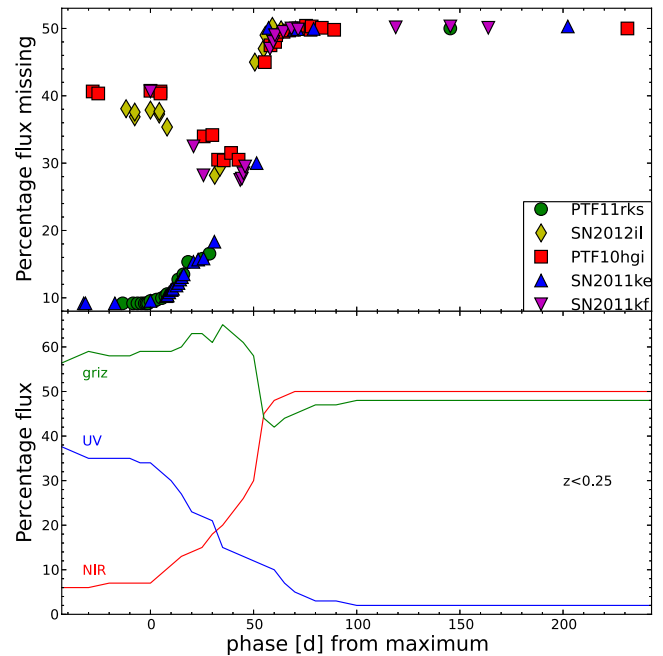 Percentage flux missing
50
40
30
20
10
PTF11rks
SN2012il
PTF10hgi
SN2011ke
SN2011kf
Percentage flux
60
50
40
30
20
10
0
griz
UV
NIR
z<0.25
0
50
100
150
200
phase [d] from maximum